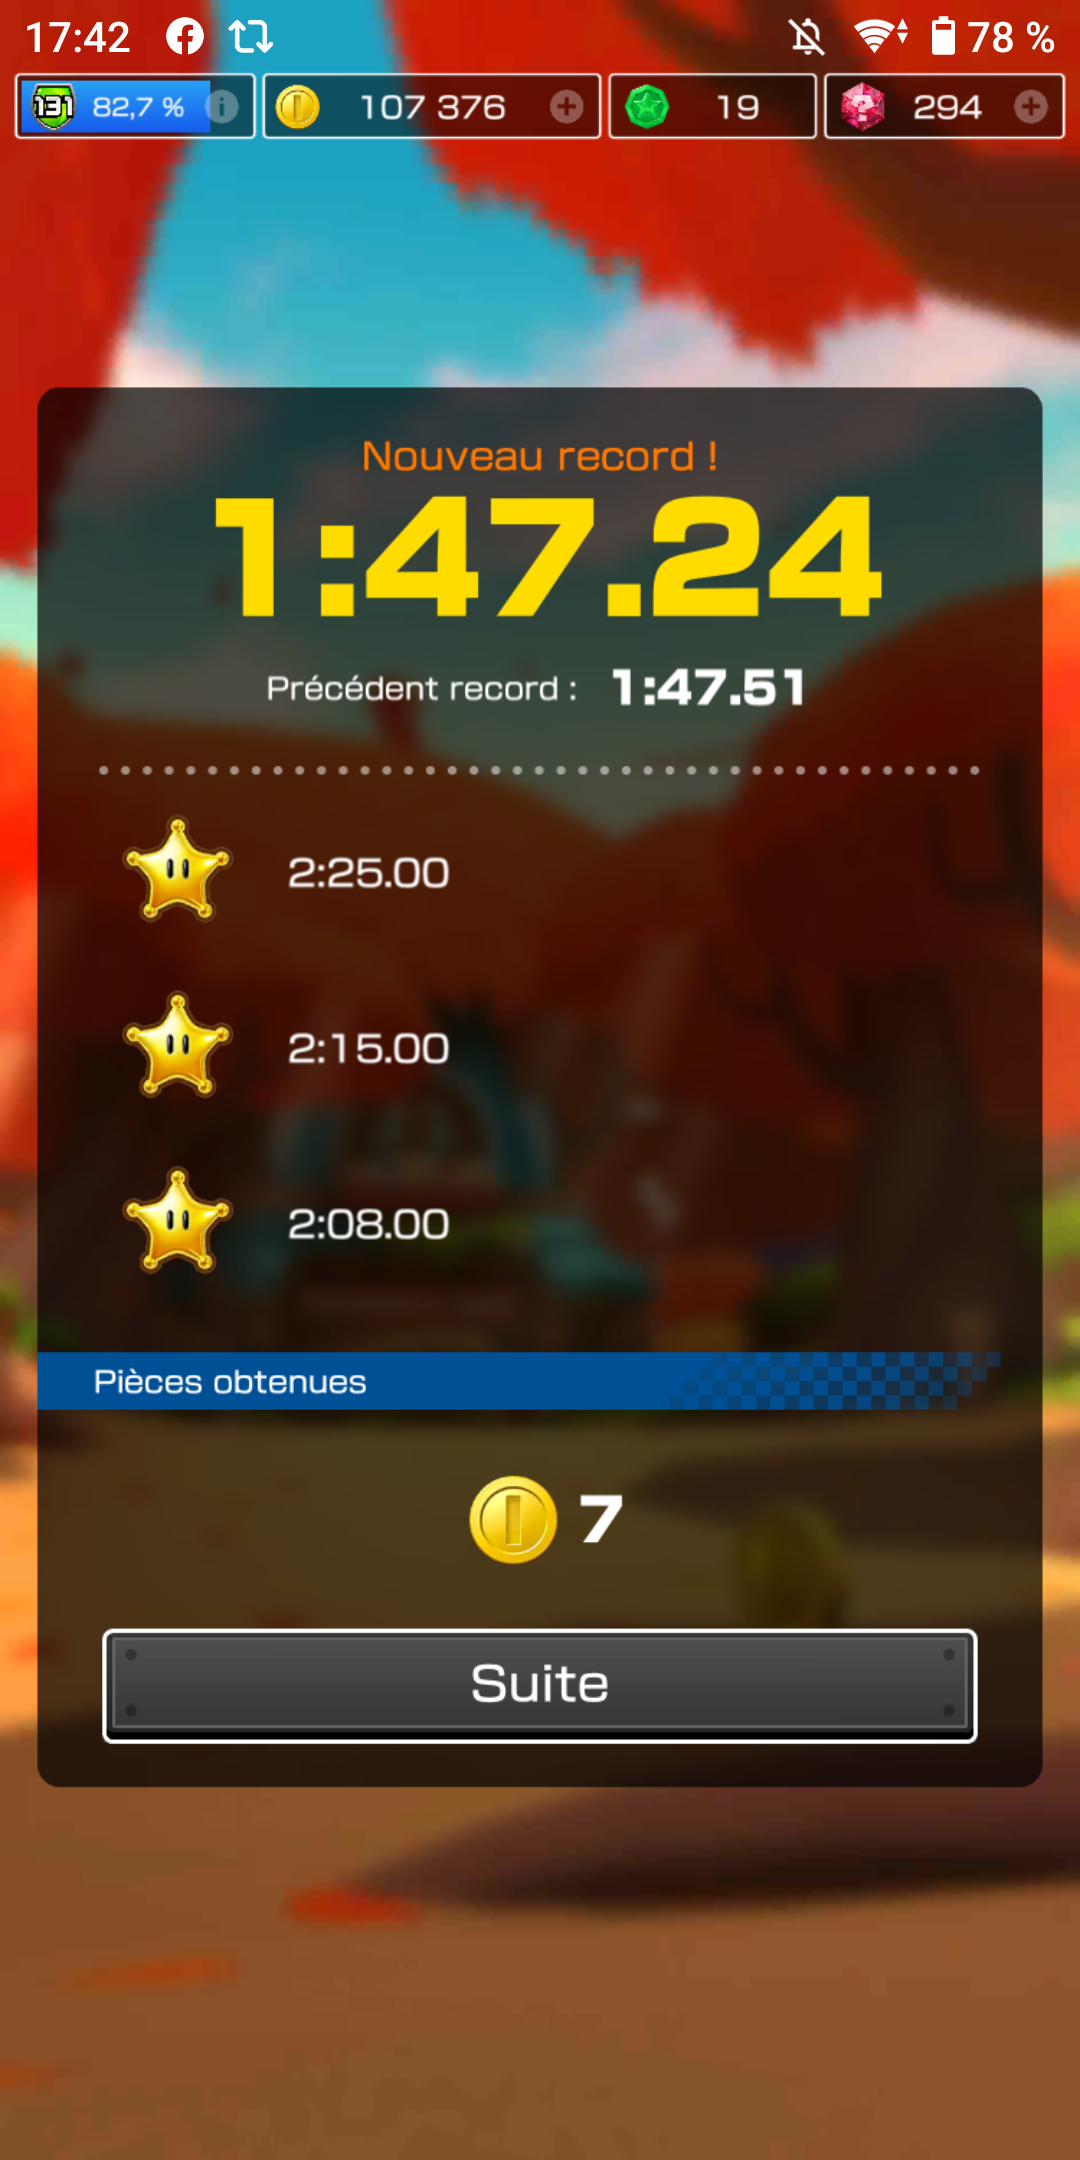 17:42 78 %
131 82,7 % 107 376 19 294
Nouveau record !
1:47.24
Précédent record : 1:47.51
2:25.00
2:15.00
2:08.00
Pièces obtenues
7
Suite